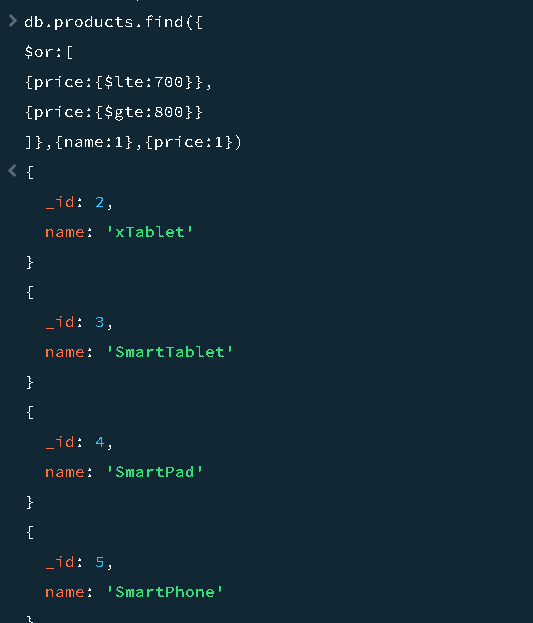 > db.products.find({
$or:[
{price:{$lte:700}},
{price:{$gte:800}}
]},{name:1},{price:1})
< {
_id: 2,
name: 'xTablet'
}
{
_id: 3,
name: 'SmartTablet'
}
{
_id: 4,
name: 'SmartPad'
}
{
_id: 5,
name: 'SmartPhone'
}